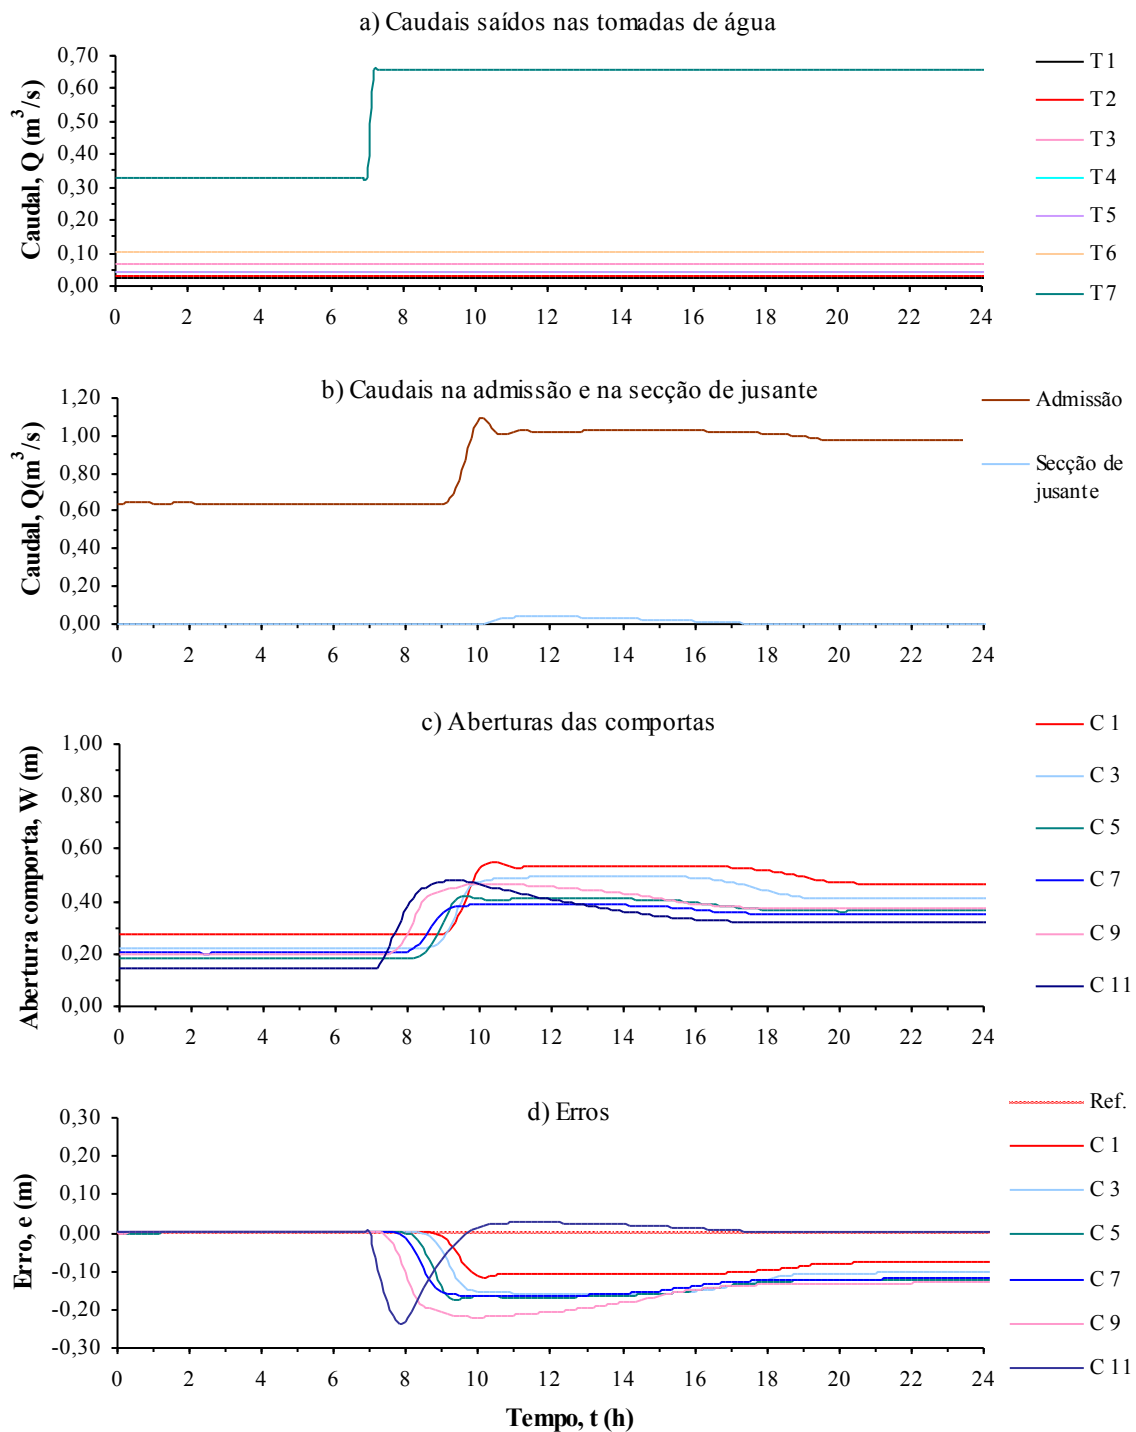 a) Caudais saídos nas tomadas de água
Caudal, Q (m³/s)
0,70
0,60
0,50
0,40
0,30
0,20
0,10
0,00
0 2 4 6 8 10 12 14 16 18 20 22 24
T1
T2
T3
T4
T5
T6
T7
b) Caudais na admissão e na secção de jusante
Caudal, Q(m³/s)
1,20
1,00
0,80
0,60
0,40
0,20
0,00
0 2 4 6 8 10 12 14 16 18 20 22 24
Admissão
Secção de
jusante
c) Aberturas das comportas
Abertura comporta, W (m)
1,00
0,80
0,60
0,40
0,20
0,00
0 2 4 6 8 10 12 14 16 18 20 22 24
C 1
C 3
C 5
C 7
C 9
C 11
d) Erros
Erro, e (m)
0,30
0,20
0,10
0,00
-0,10
-0,20
-0,30
0 2 4 6 8 10 12 14 16 18 20 22 24
Tempo, t (h)
Ref.
C 1
C 3
C 5
C 7
C 9
C 11